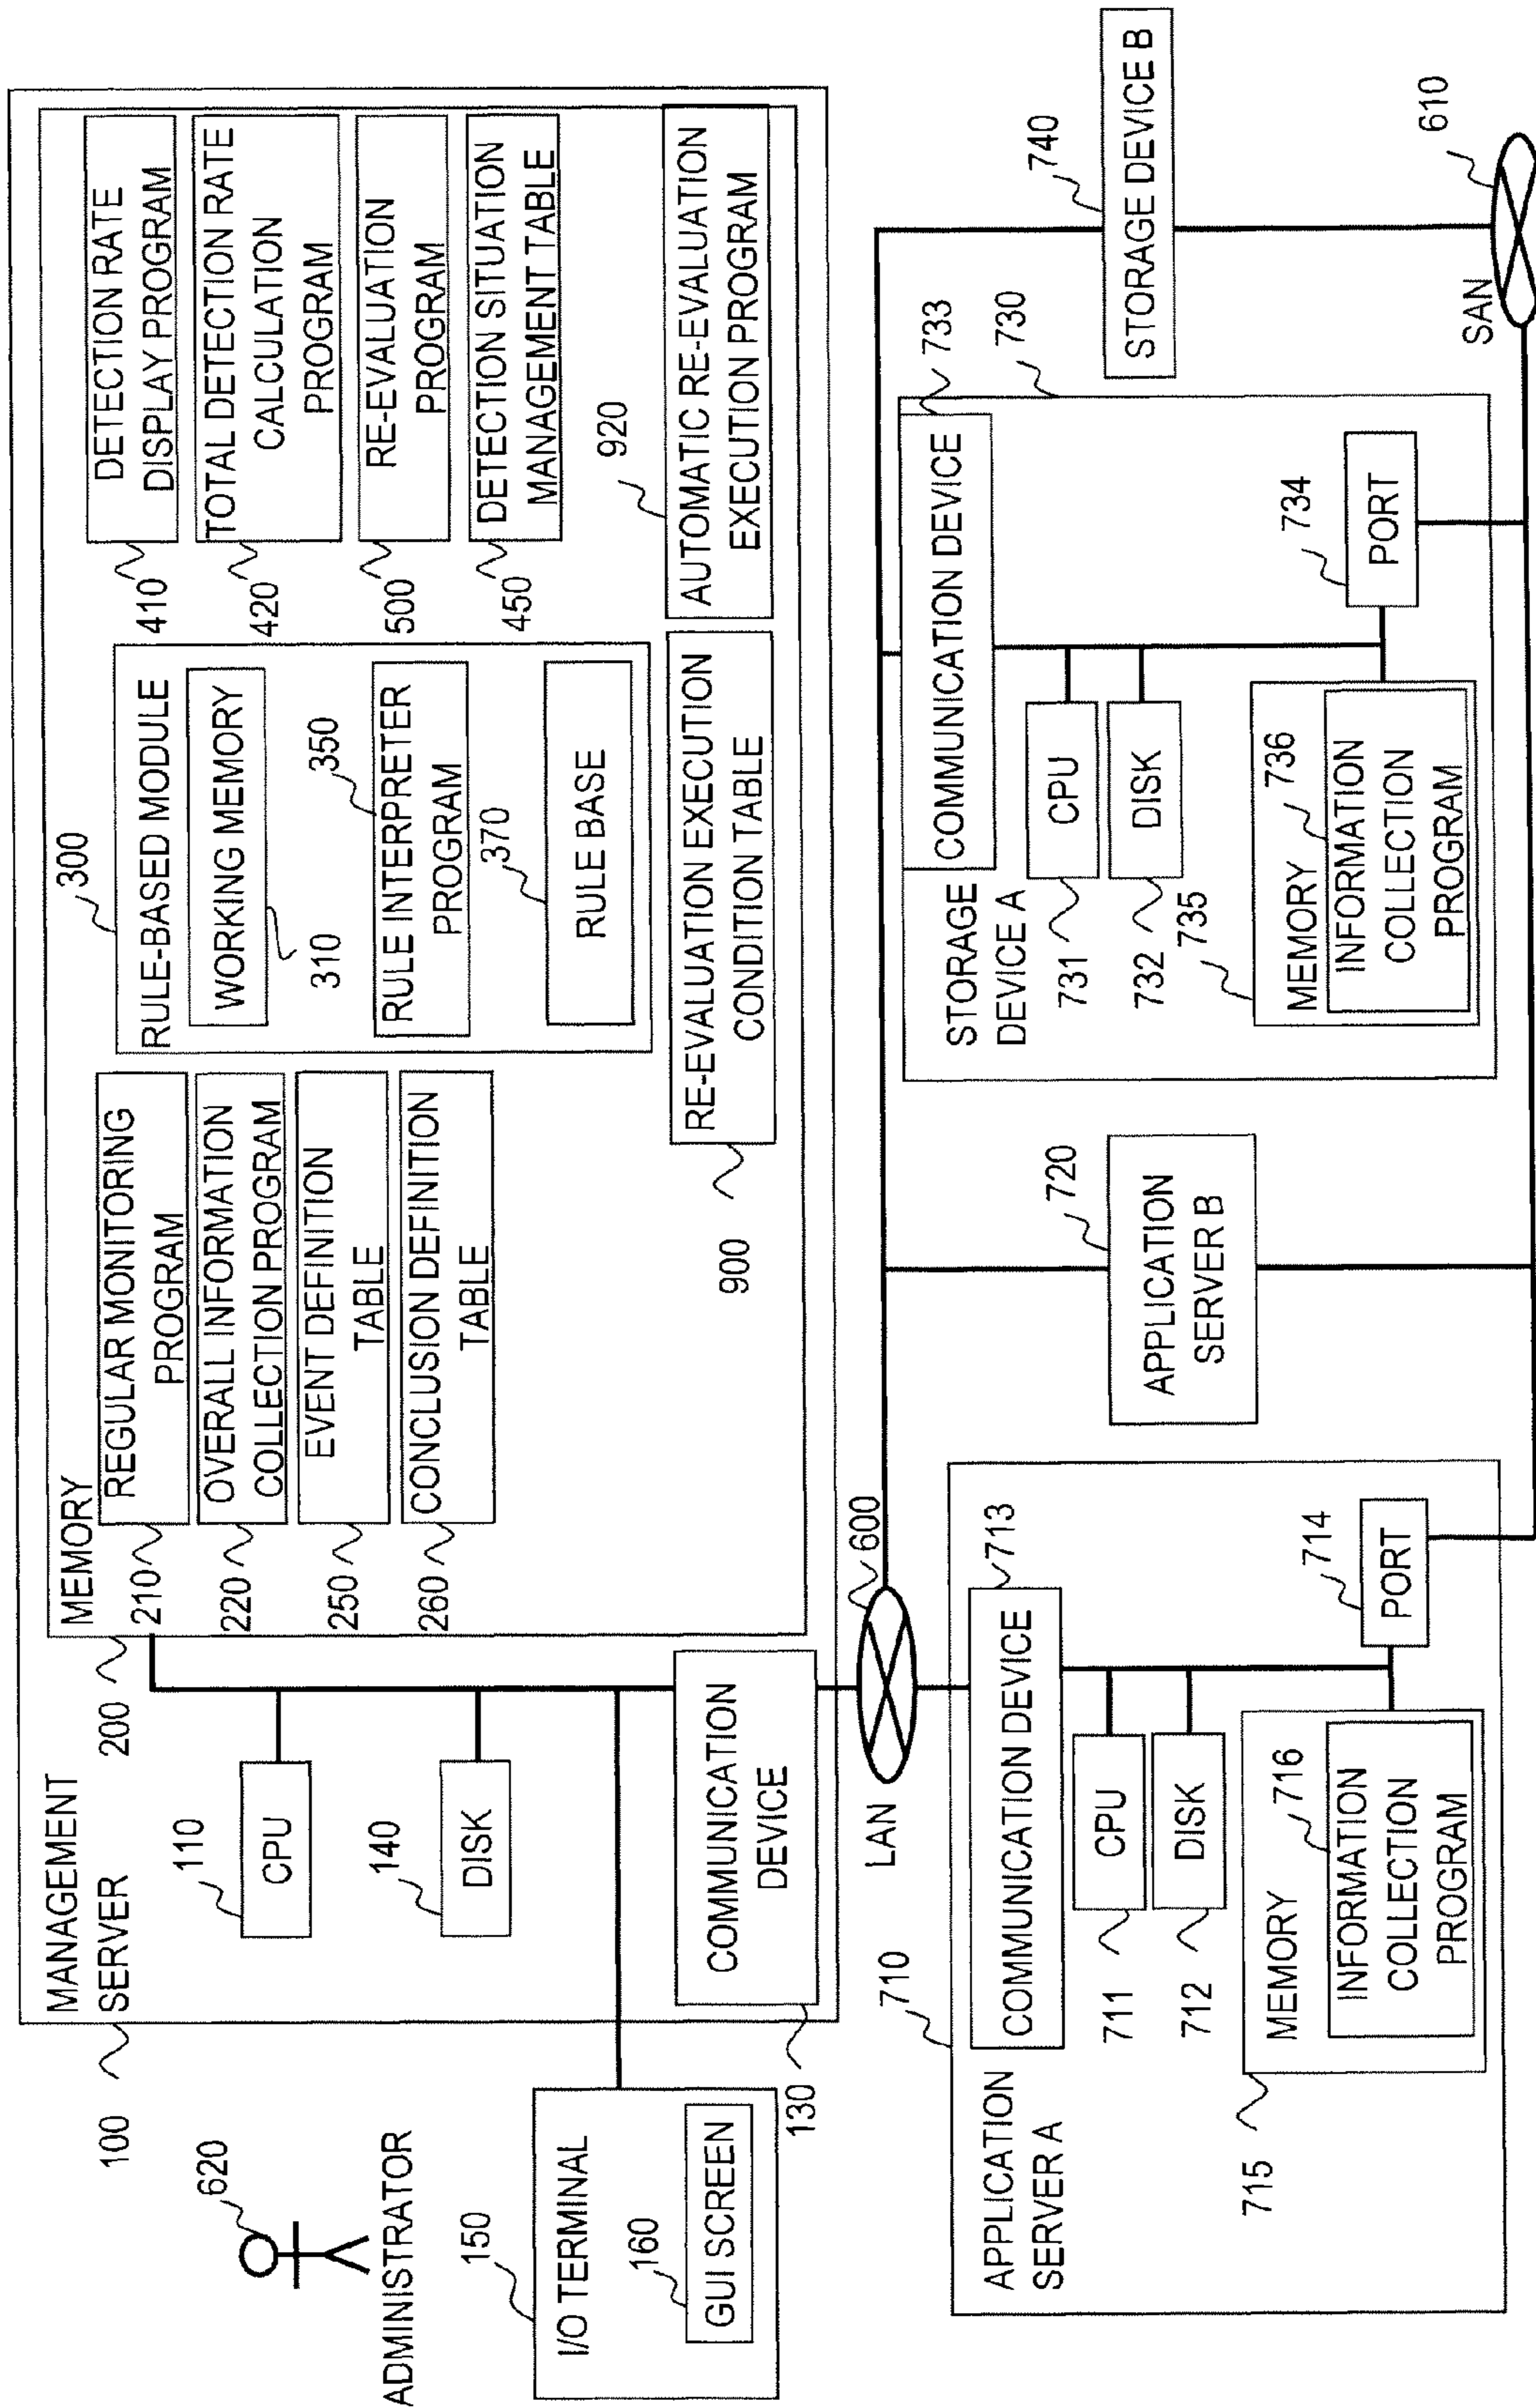 100
MANAGEMENT
SERVER
200
MEMORY
110
CPU
140
DISK
COMMUNICATION
DEVICE
130
620
ADMINISTRATOR
150
I/O TERMINAL
160
GUI SCREEN
210
REGULAR MONITORING
PROGRAM
220
OVERALL INFORMATION
COLLECTION PROGRAM
250
EVENT DEFINITION
TABLE
260
CONCLUSION DEFINITION
TABLE
300
RULE-BASED MODULE
WORKING MEMORY
310
350
RULE INTERPRETER
PROGRAM
370
RULE BASE
410
DETECTION RATE
DISPLAY PROGRAM
420
TOTAL DETECTION RATE
CALCULATION
PROGRAM
500
RE-EVALUATION
PROGRAM
450
DETECTION SITUATION
MANAGEMENT TABLE
900
RE-EVALUATION EXECUTION
CONDITION TABLE
920
AUTOMATIC RE-EVALUATION
EXECUTION PROGRAM
LAN
600
710
APPLICATION
SERVER A
COMMUNICATION DEVICE
713
711
CPU
712
DISK
714
PORT
715
MEMORY
716
INFORMATION
COLLECTION
PROGRAM
720
APPLICATION
SERVER B
730
STORAGE
DEVICE A
COMMUNICATION DEVICE
733
731
CPU
732
DISK
734
PORT
735
MEMORY
736
INFORMATION
COLLECTION
PROGRAM
740
STORAGE DEVICE B
SAN
610